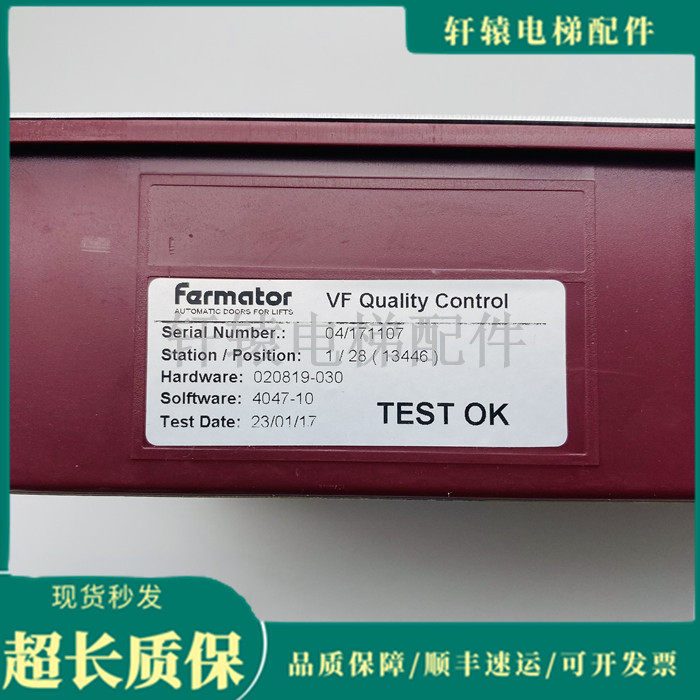 轩辕电梯配件
Fermator
AUTOMATIC DOORS FOR LIFTS
VF Quality Control
Serial Number.: 04/171107
Station / Position: 1 / 28 ( 13446 )
Hardware: 020819-030
Solftware: 4047-10
Test Date: 23/01/17
TEST OK
轩辕电梯配件
现货秒发
超长质保
品质保障/顺丰速运/可开发票